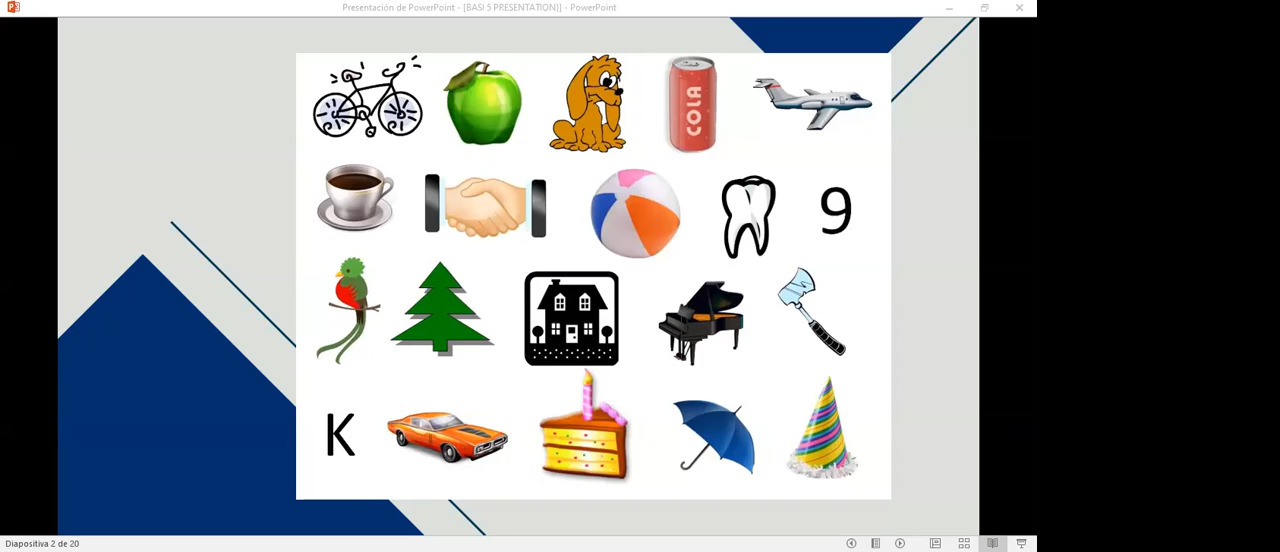 Presentación de PowerPoint - [BASI 5 PRESENTATION)] - PowerPoint
COLA
9
K
Diapositiva 2 de 20